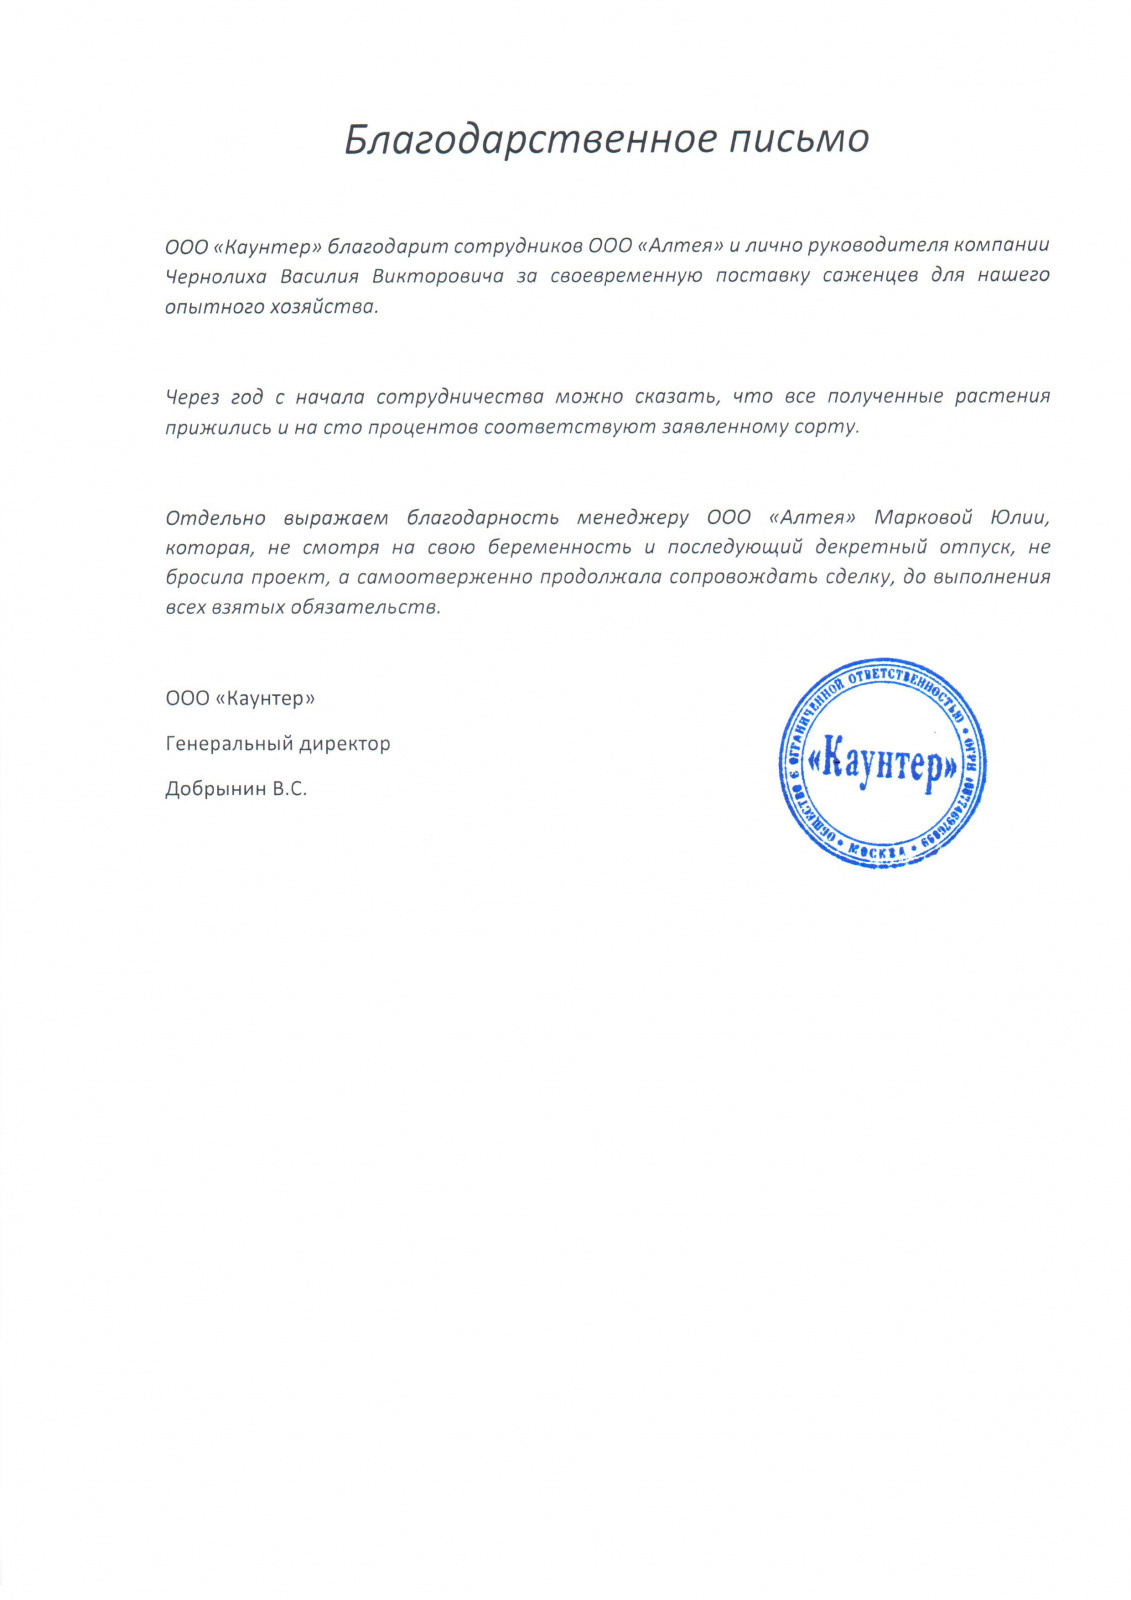 Благодарственное письмо
ООО «Каунтер» благодарит сотрудников ООО «Алтея» и лично руководителя компании
Чернолиха Василия Викторовича за своевременную поставку саженцев для нашего
опытного хозяйства.
Через год с начала сотрудничества можно сказать, что все полученные растения
прижились и на сто процентов соответствуют заявленному сорту.
Отдельно выражаем благодарность менеджеру ООО «Алтея» Марковой Юлии,
которая, не смотря на свою беременность и последующий декретный отпуск, не
бросила проект, а самоотверженно продолжала сопровождать сделку, до выполнения
всех взятых обязательств.
ООО «Каунтер»
Генеральный директор
Добрынин В.С.
ОБЩЕСТВО С ОГРАНИЧЕННОЙ ОТВЕТСТВЕННОСТЬЮ * ОГРН
* МОСКВА *
«Каунтер»